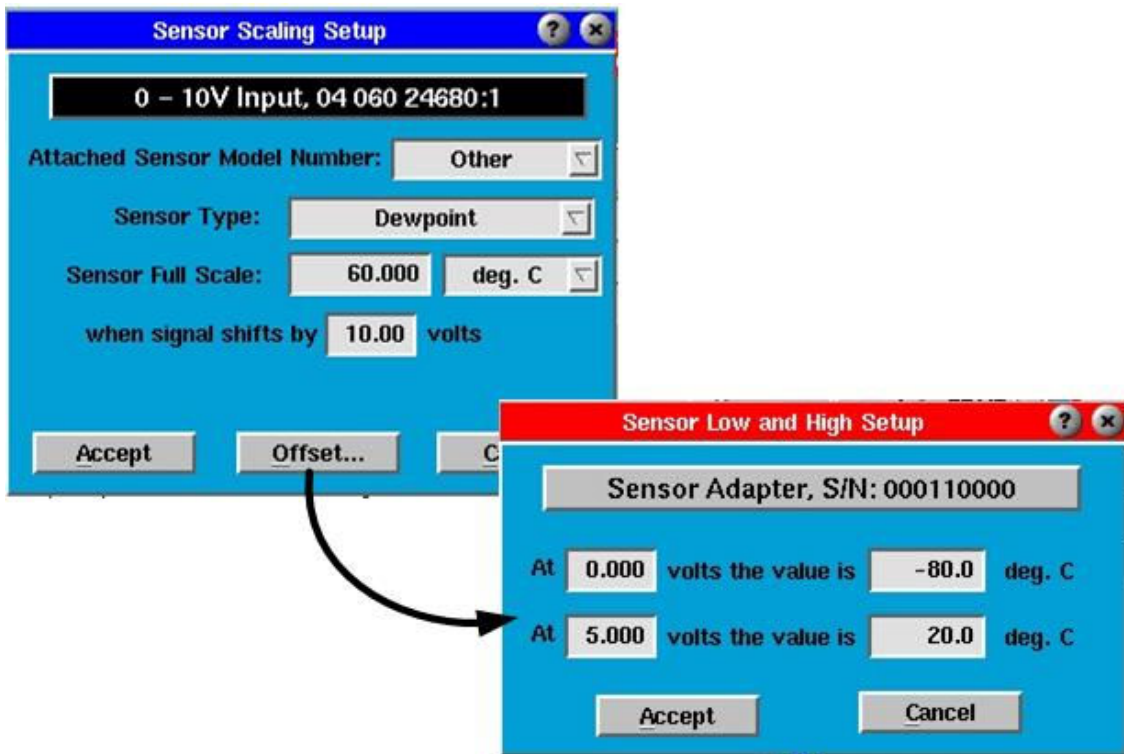 Sensor Scaling Setup
0 – 10V Input, 04 060 24680:1
Attached Sensor Model Number: Other
Sensor Type: Dewpoint
Sensor Full Scale: 60.000 deg. C
when signal shifts by 10.00 volts
Accept Offset... C
Sensor Low and High Setup
Sensor Adapter, S/N: 000110000
At 0.000 volts the value is -80.0 deg. C
At 5.000 volts the value is 20.0 deg. C
Accept Cancel